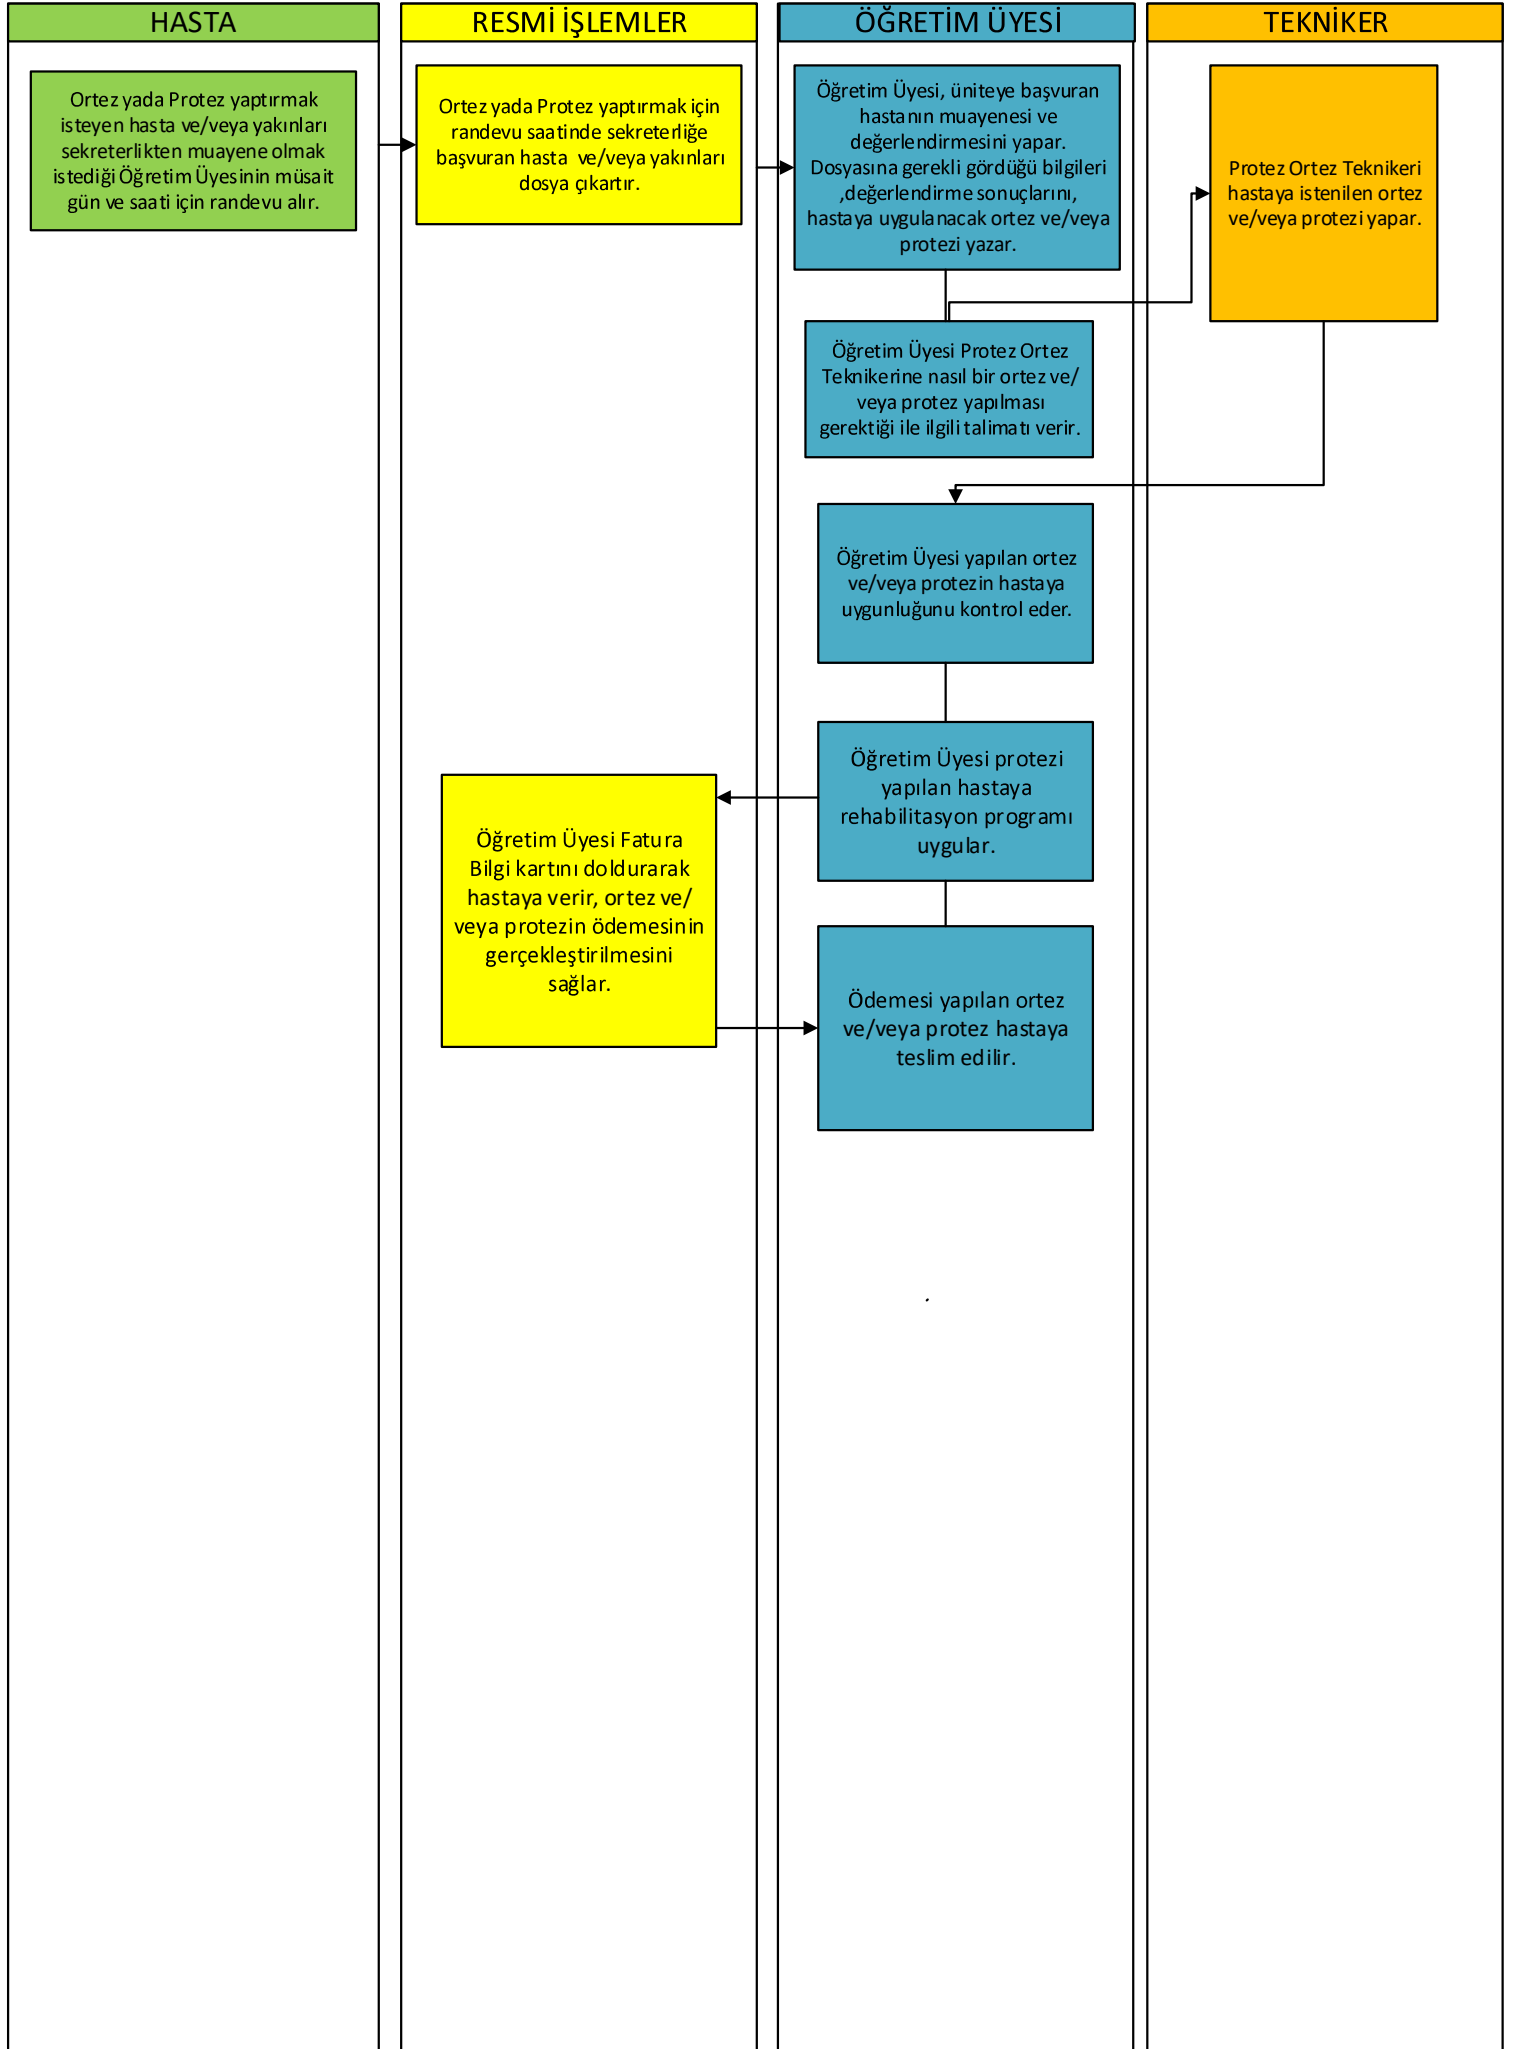 HASTA
RESMİ İŞLEMLER
ÖĞRETİM ÜYESİ
TEKNİKER
Ortez yada Protez yaptırmak
isteyen hasta ve/veya yakınları
sekreterlikten muayene olmak
istediği Öğretim Üyesinin müsait
gün ve saati için randevu alır.
Ortez yada Protez yaptırmak için
randevu saatinde sekreterliğe
başvuran hasta ve/veya yakınları
dosya çıkartır.
Öğretim Üyesi, üniteye başvuran
hastanın muayenesi ve
değerlendirmesini yapar.
Dosyasına gerekli gördüğü bilgileri
,değerlendirme sonuçlarını,
hastaya uygulanacak ortez ve/veya
protezi yazar.
Protez Ortez Teknikeri
hastaya istenilen ortez
ve/veya protezi yapar.
Öğretim Üyesi Protez Ortez
Teknikerine nasıl bir ortez ve/
veya protez yapılması
gerektiği ile ilgili talimatı verir.
Öğretim Üyesi yapılan ortez
ve/veya protezin hastaya
uygunluğunu kontrol eder.
Öğretim Üyesi protezi
yapılan hastaya
rehabilitasyon programı
uygular.
Öğretim Üyesi Fatura
Bilgi kartını doldurarak
hastaya verir, ortez ve/
veya protezin ödemesinin
gerçekleştirilmesini
sağlar.
Ödemesi yapılan ortez
ve/veya protez hastaya
teslim edilir.